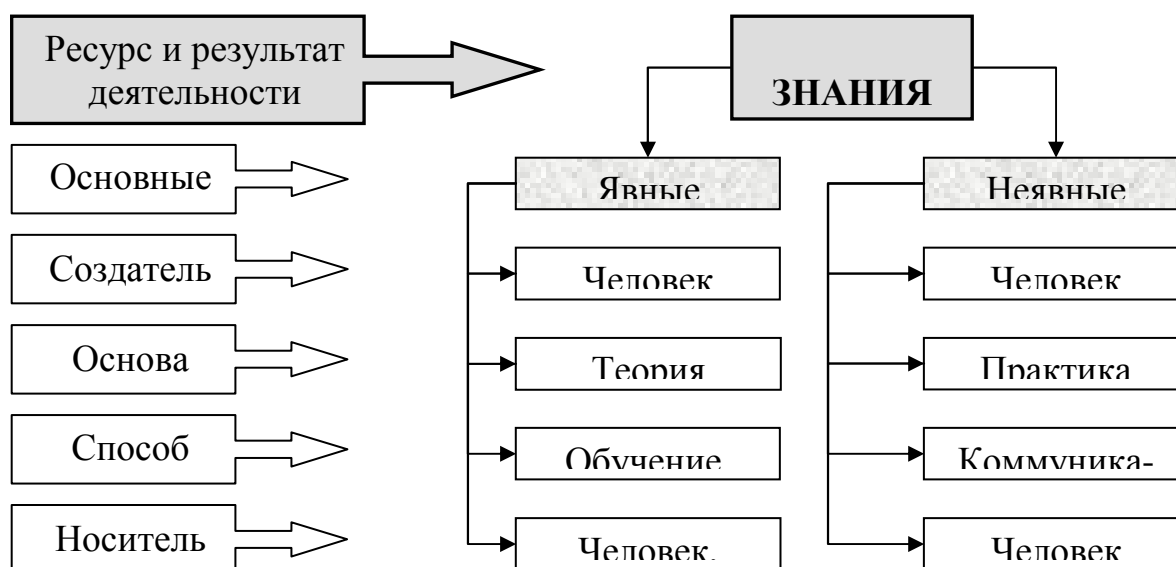 Ресурс и результат
деятельности
ЗНАНИЯ
Основные
Явные
Неявные
Создатель
Человек
Человек
Основа
Теория
Практика
Способ
Обучение
Коммуника-
Носитель
Человек,
Человек